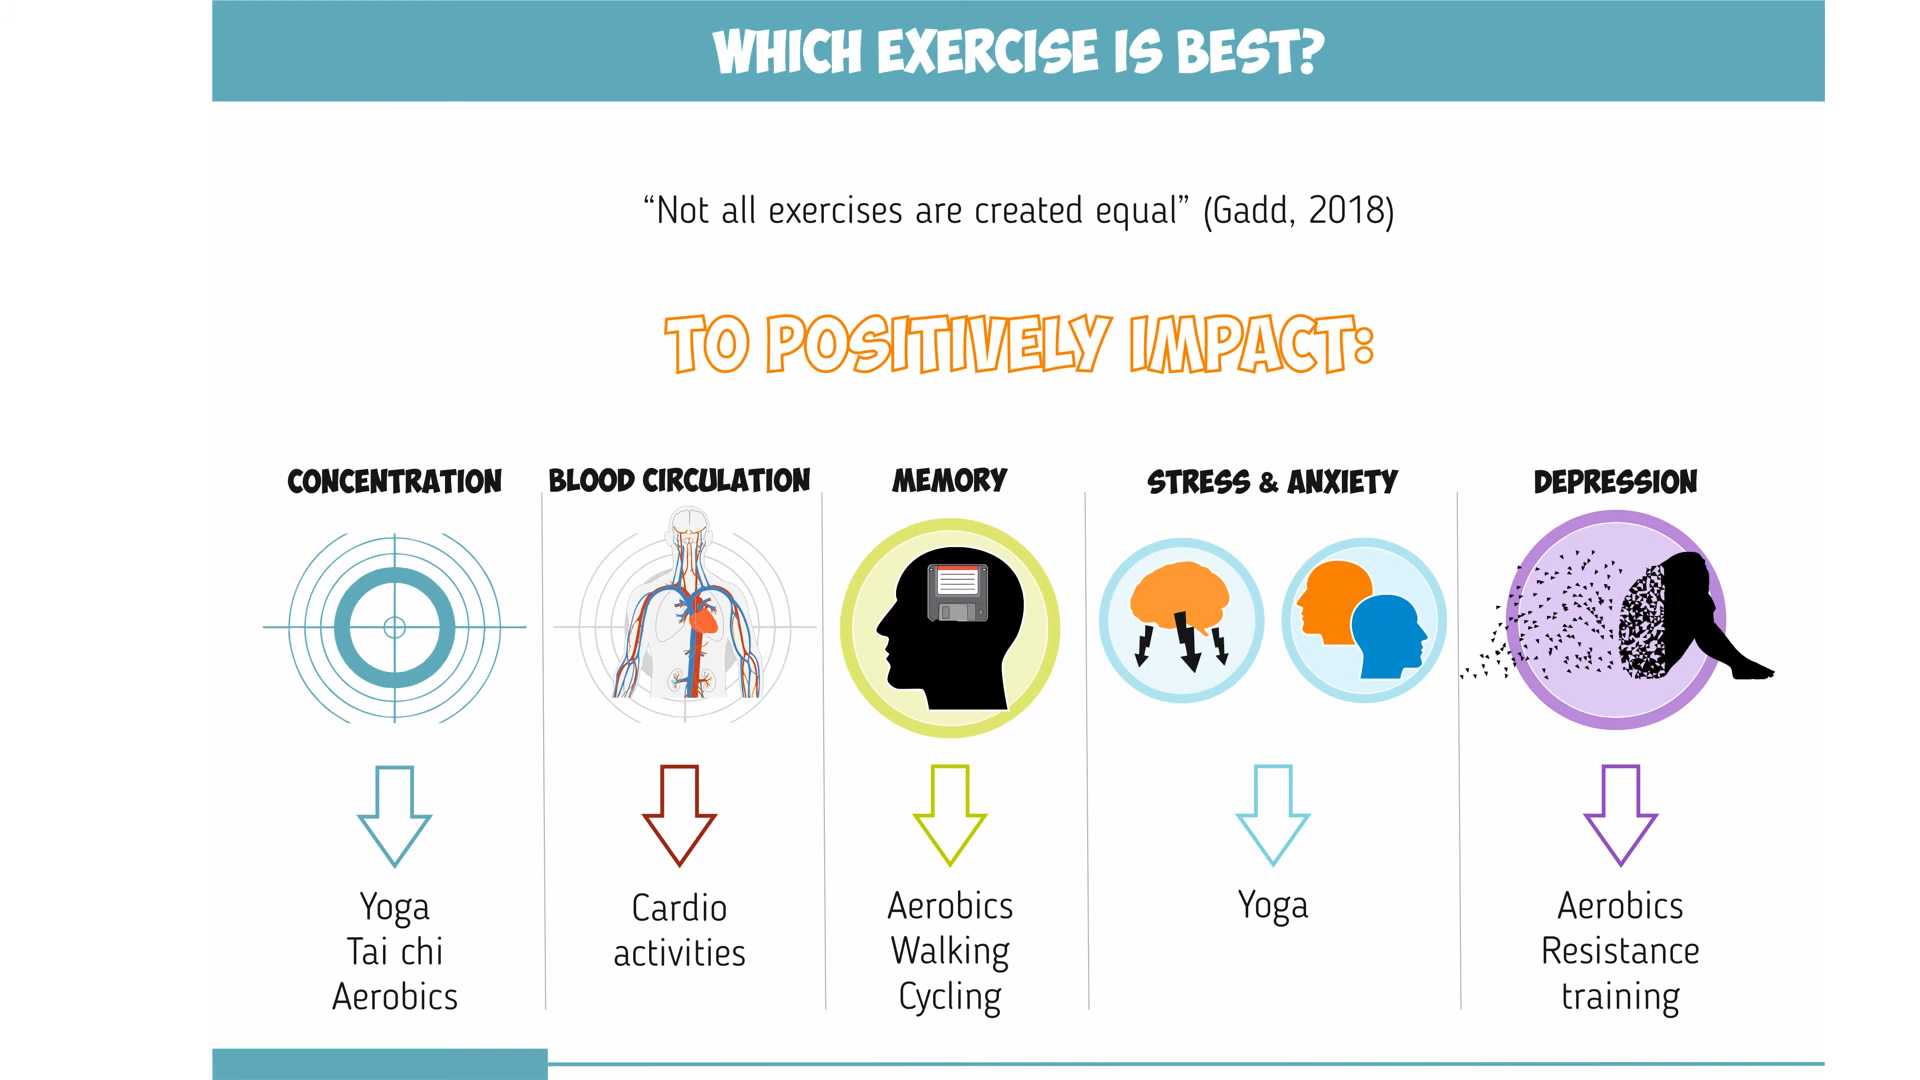 WHICH EXERCISE IS BEST?
“Not all exercises are created equal” (Gadd, 2018)
TO POSITIVELY IMPACT:
CONCENTRATION
Yoga
Tai chi
Aerobics
BLOOD CIRCULATION
Cardio
activities
MEMORY
Aerobics
Walking
Cycling
STRESS & ANXIETY
Yoga
DEPRESSION
Aerobics
Resistance
training